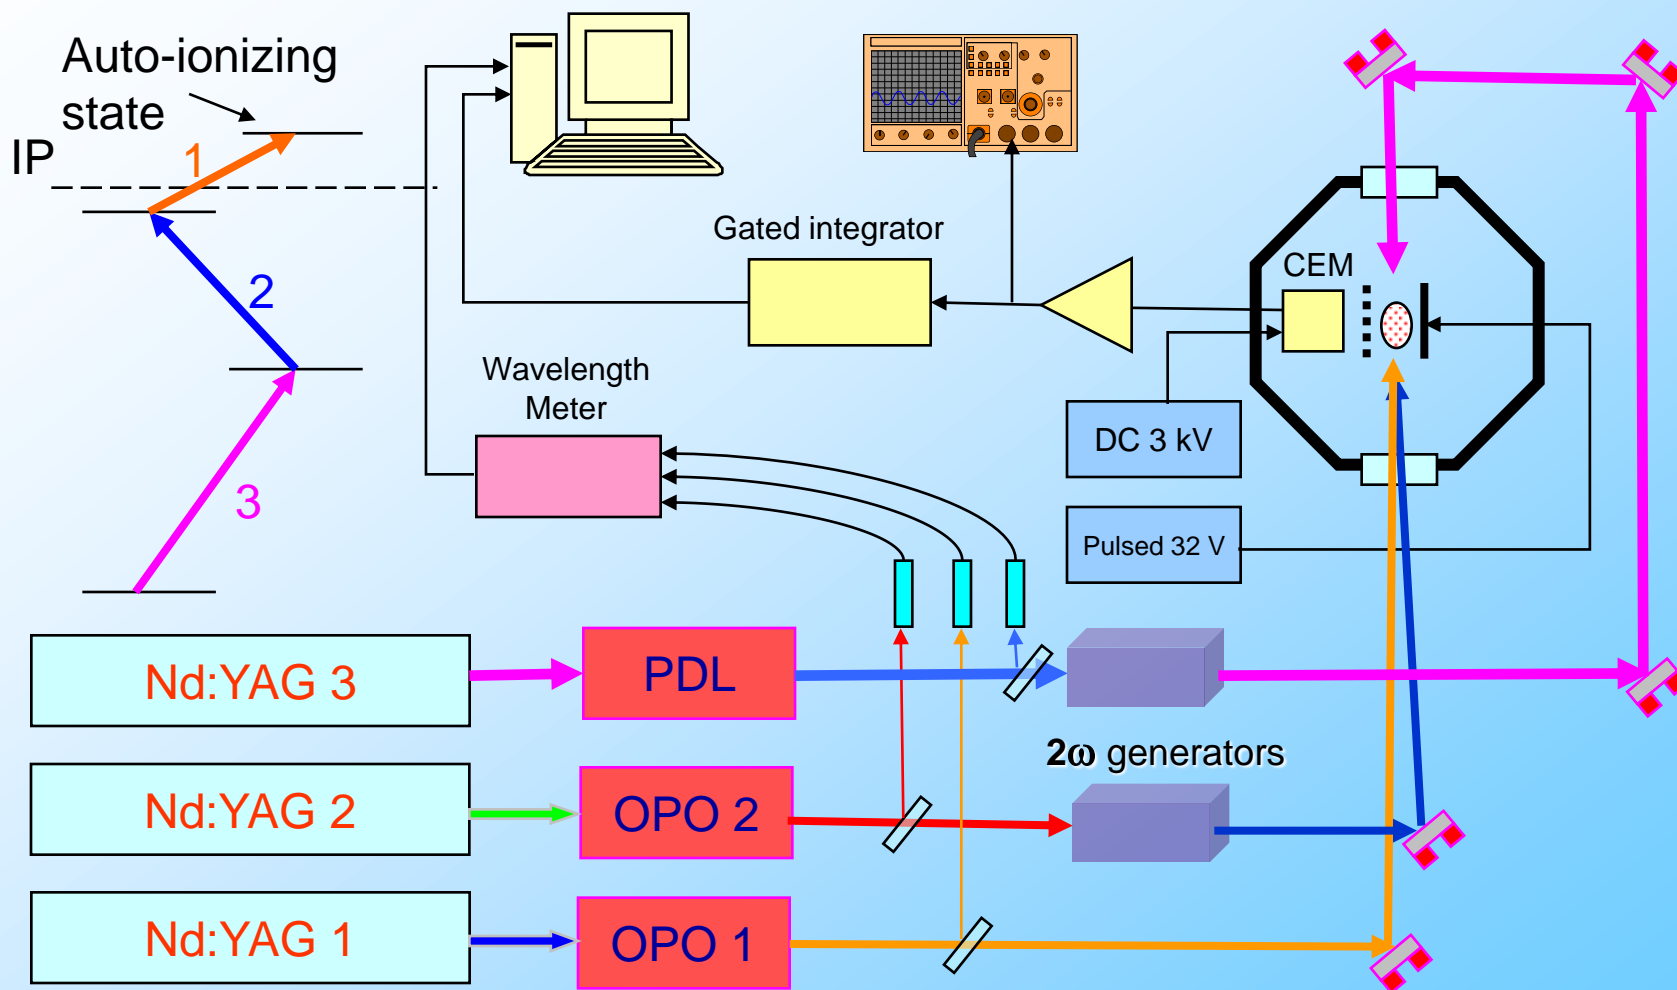 Auto-ionizing
state
IP
1
2
3
Gated integrator
CEM
Wavelength
Meter
DC 3 kV
Pulsed 32 V
Nd:YAG 3
PDL
2ω generators
Nd:YAG 2
OPO 2
Nd:YAG 1
OPO 1